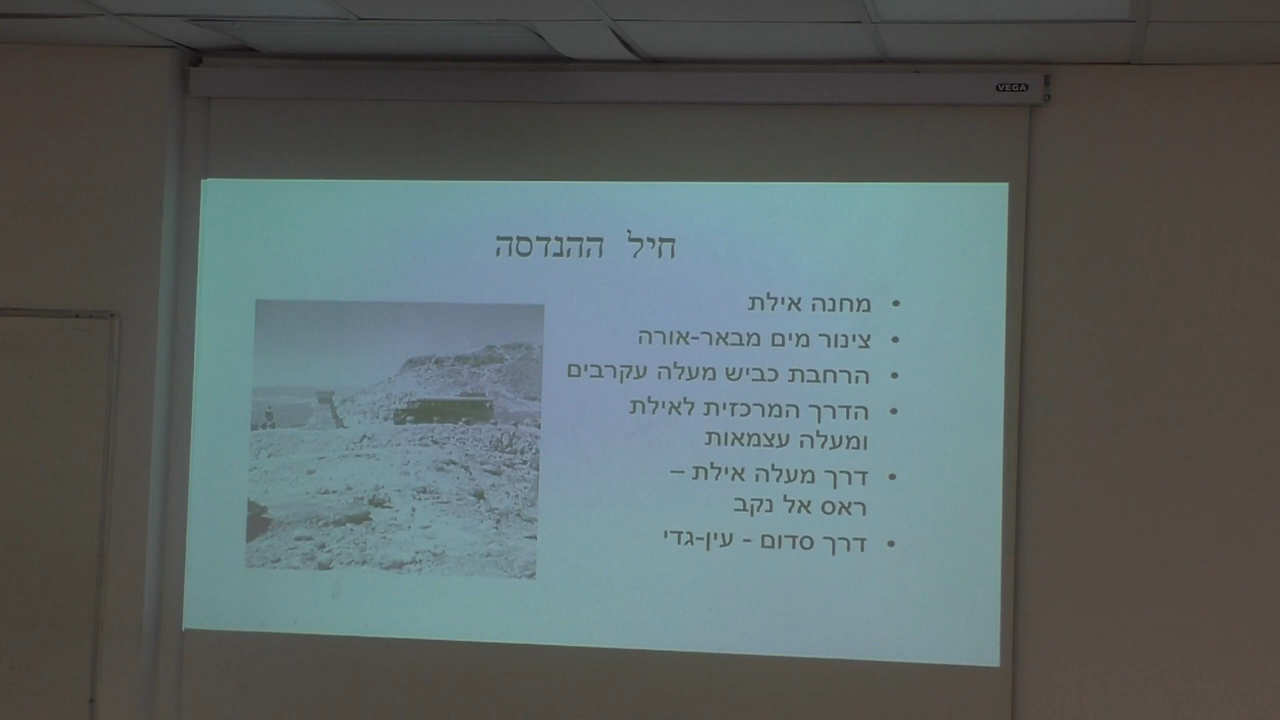 VEGA
חיל ההנדסה
• מחנה אילת
• צינור מים מבאר-אורה
• הרחבת כביש מעלה עקרבים
• הדרך המרכזית לאילת
ומעלה עצמאות
• דרך מעלה אילת –
ראס אל נקב
• דרך סדום - עין-גדי